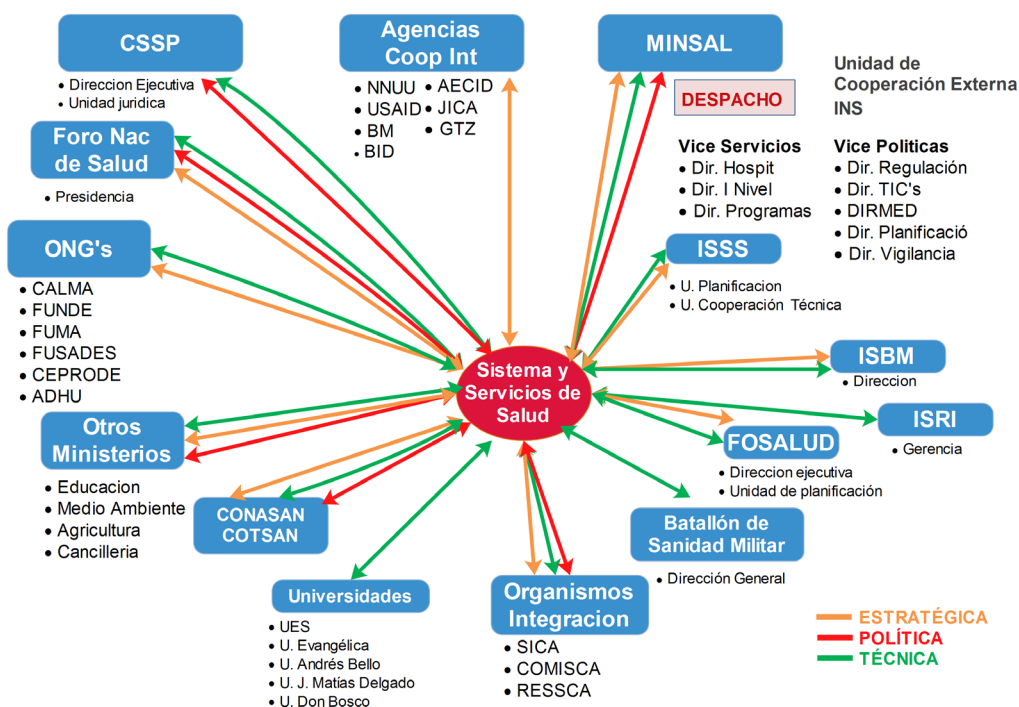 CSSP
• Direccion Ejecutiva
• Unidad juridica
Agencias
Coop Int
• NNUU
• USAID
• BM
• BID
• AECID
• JICA
• GTZ
MINSAL
DESPACHO
Unidad de
Cooperación Externa
INS
Vice Servicios
• Dir. Hospit
• Dir. I Nivel
• Dir. Programas
Vice Politicas
• Dir. Regulación
• Dir. TIC's
• DIRMED
• Dir. Planificació
• Dir. Vigilancia
Foro Nac
de Salud
• Presidencia
ONG's
• CALMA
• FUNDE
• FUMA
• FUSADES
• CEPRODE
• ADHU
ISSS
• U. Planificacion
• U. Cooperación Técnica
Sistema y
Servicios de
Salud
ISBM
• Direccion
ISRI
• Gerencia
FOSALUD
• Direccion ejecutiva
• Unidad de planificación
Otros
Ministerios
• Educacion
• Medio Ambiente
• Agricultura
• Cancilleria
CONASAN
COTSAN
Batallón de
Sanidad Militar
• Dirección General
Universidades
• UES
• U. Evangélica
• U. Andrés Bello
• U. J. Matías Delgado
• U. Don Bosco
Organismos
Integracion
• SICA
• COMISCA
• RESSCA
ESTRATÉGICA
POLÍTICA
TÉCNICA